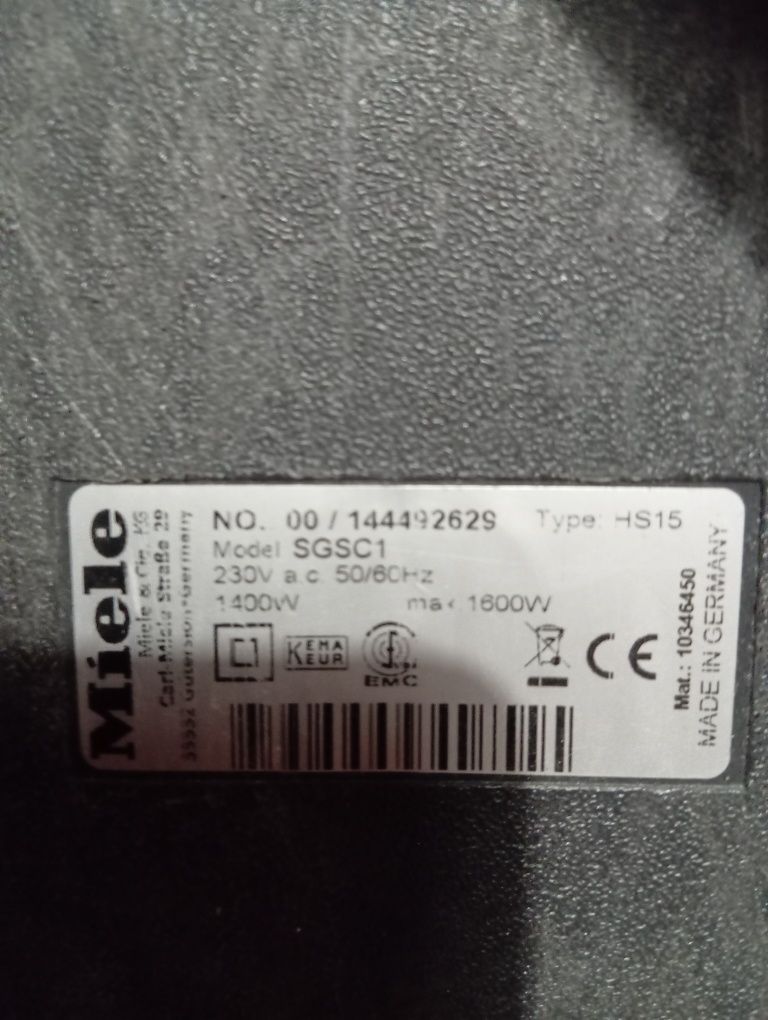 Miele
Miele & Cie. KG
Carl-Miele Straße 29
33332 Gütersloh•Germany
NO. 00 / 144492629 Type: HS15
Model SGSC1
230V a.c. 50/60Hz
1400W max 1600W
KEMA
EUR
EMC
CE
Mat.: 10346450
MADE IN GERMANY